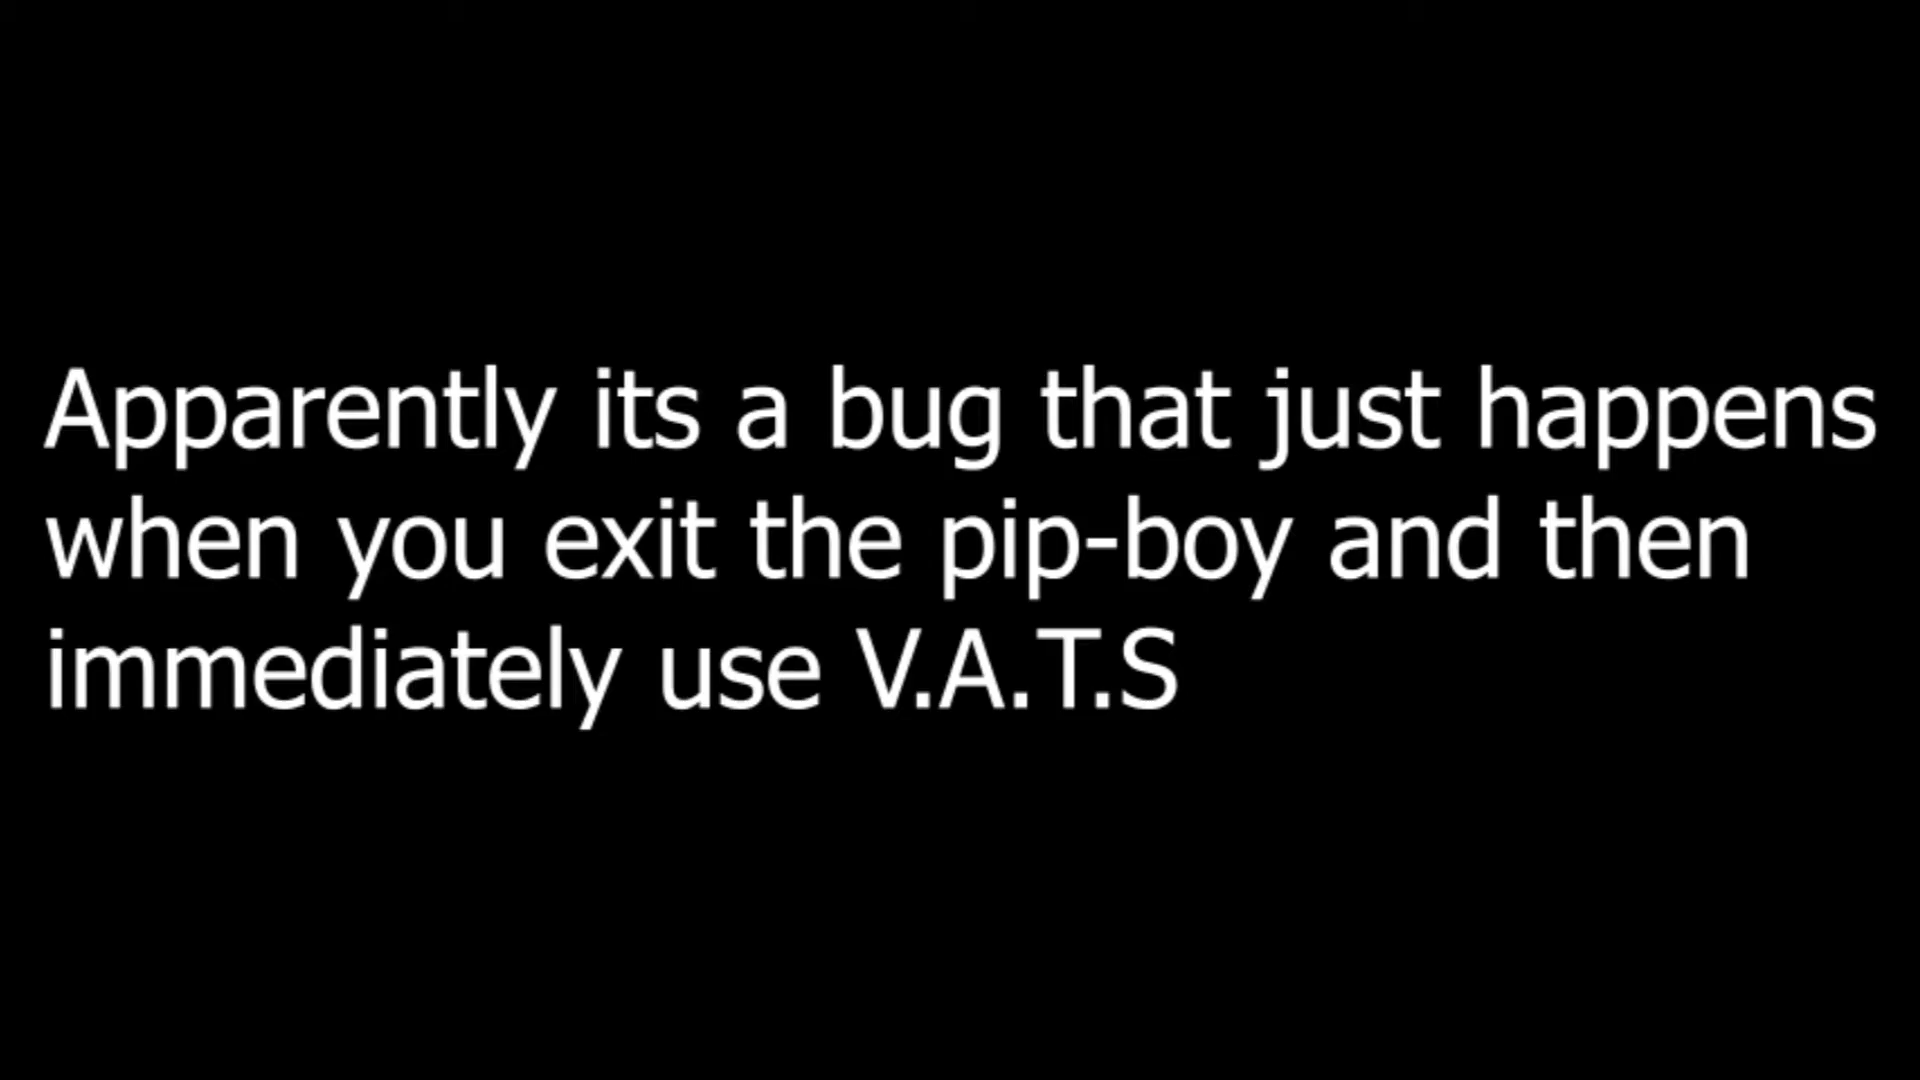 Apparently its a bug that just happens
when you exit the pip-boy and then
immediately use V.A.T.S